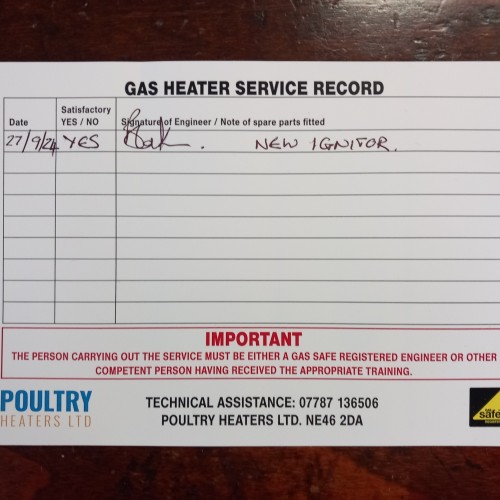 GAS HEATER SERVICE RECORD
Date
Satisfactory
YES / NO
Signature of Engineer / Note of spare parts fitted
27/9/24 YES NEW IGNITOR.
IMPORTANT
THE PERSON CARRYING OUT THE SERVICE MUST BE EITHER A GAS SAFE REGISTERED ENGINEER OR OTHER
COMPETENT PERSON HAVING RECEIVED THE APPROPRIATE TRAINING.
POULTRY
HEATERS LTD
TECHNICAL ASSISTANCE: 07787 136506
POULTRY HEATERS LTD. NE46 2DA
safe